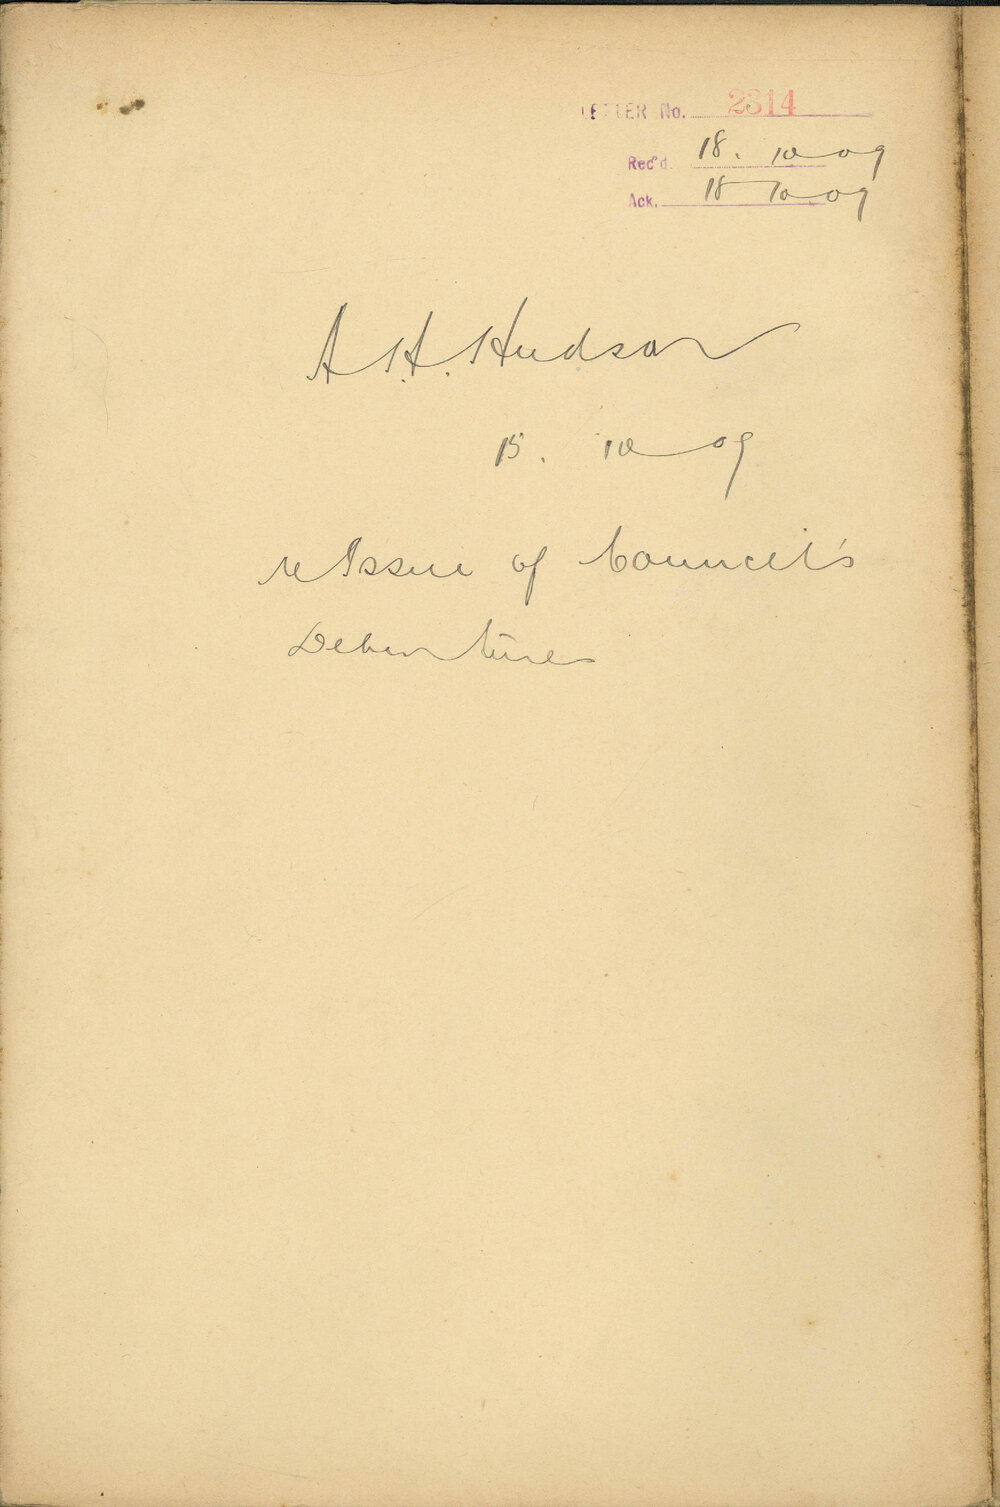 LETTER No. 2314
Rec'd. 18. 10 09
Ack. 18 10 09
A. H. Hudson
15. 10 09
re Issue of Council's
Debentures